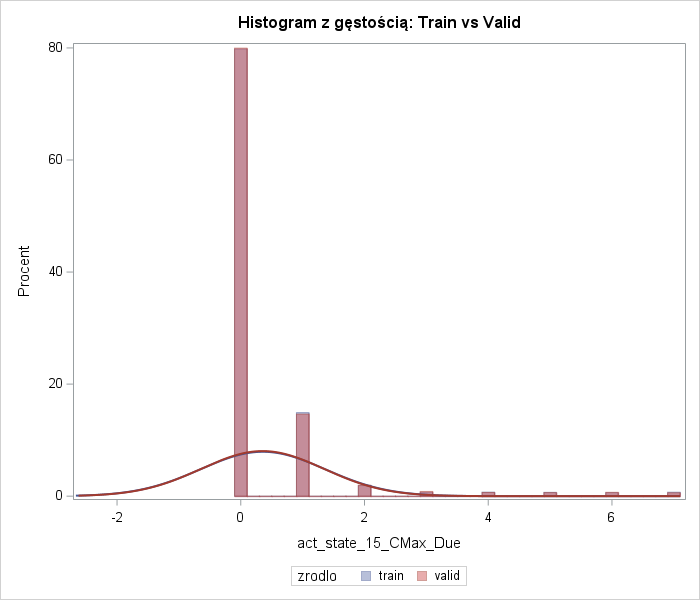 Histogram z gęstością: Train vs Valid
80
60
40
20
0
Procent
-2 0 2 4 6
act_state_15_CMax_Due
zrodlo train valid